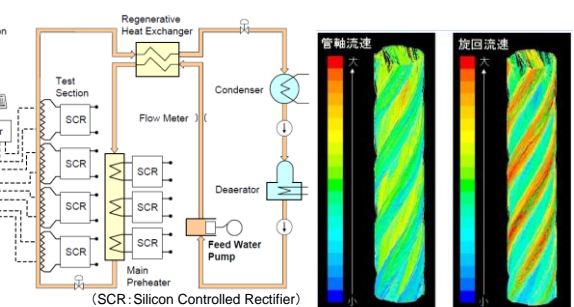 Regenerative
Heat Exchanger
Test
Section
SCR
SCR
SCR
SCR
Flow Meter
SCR
SCR
SCR
Main
Preheater
Condenser
Deaerator
Feed Water
Pump
(SCR:Silicon Controlled Rectifier)
管軸流速
大
小
旋回流速
大
小